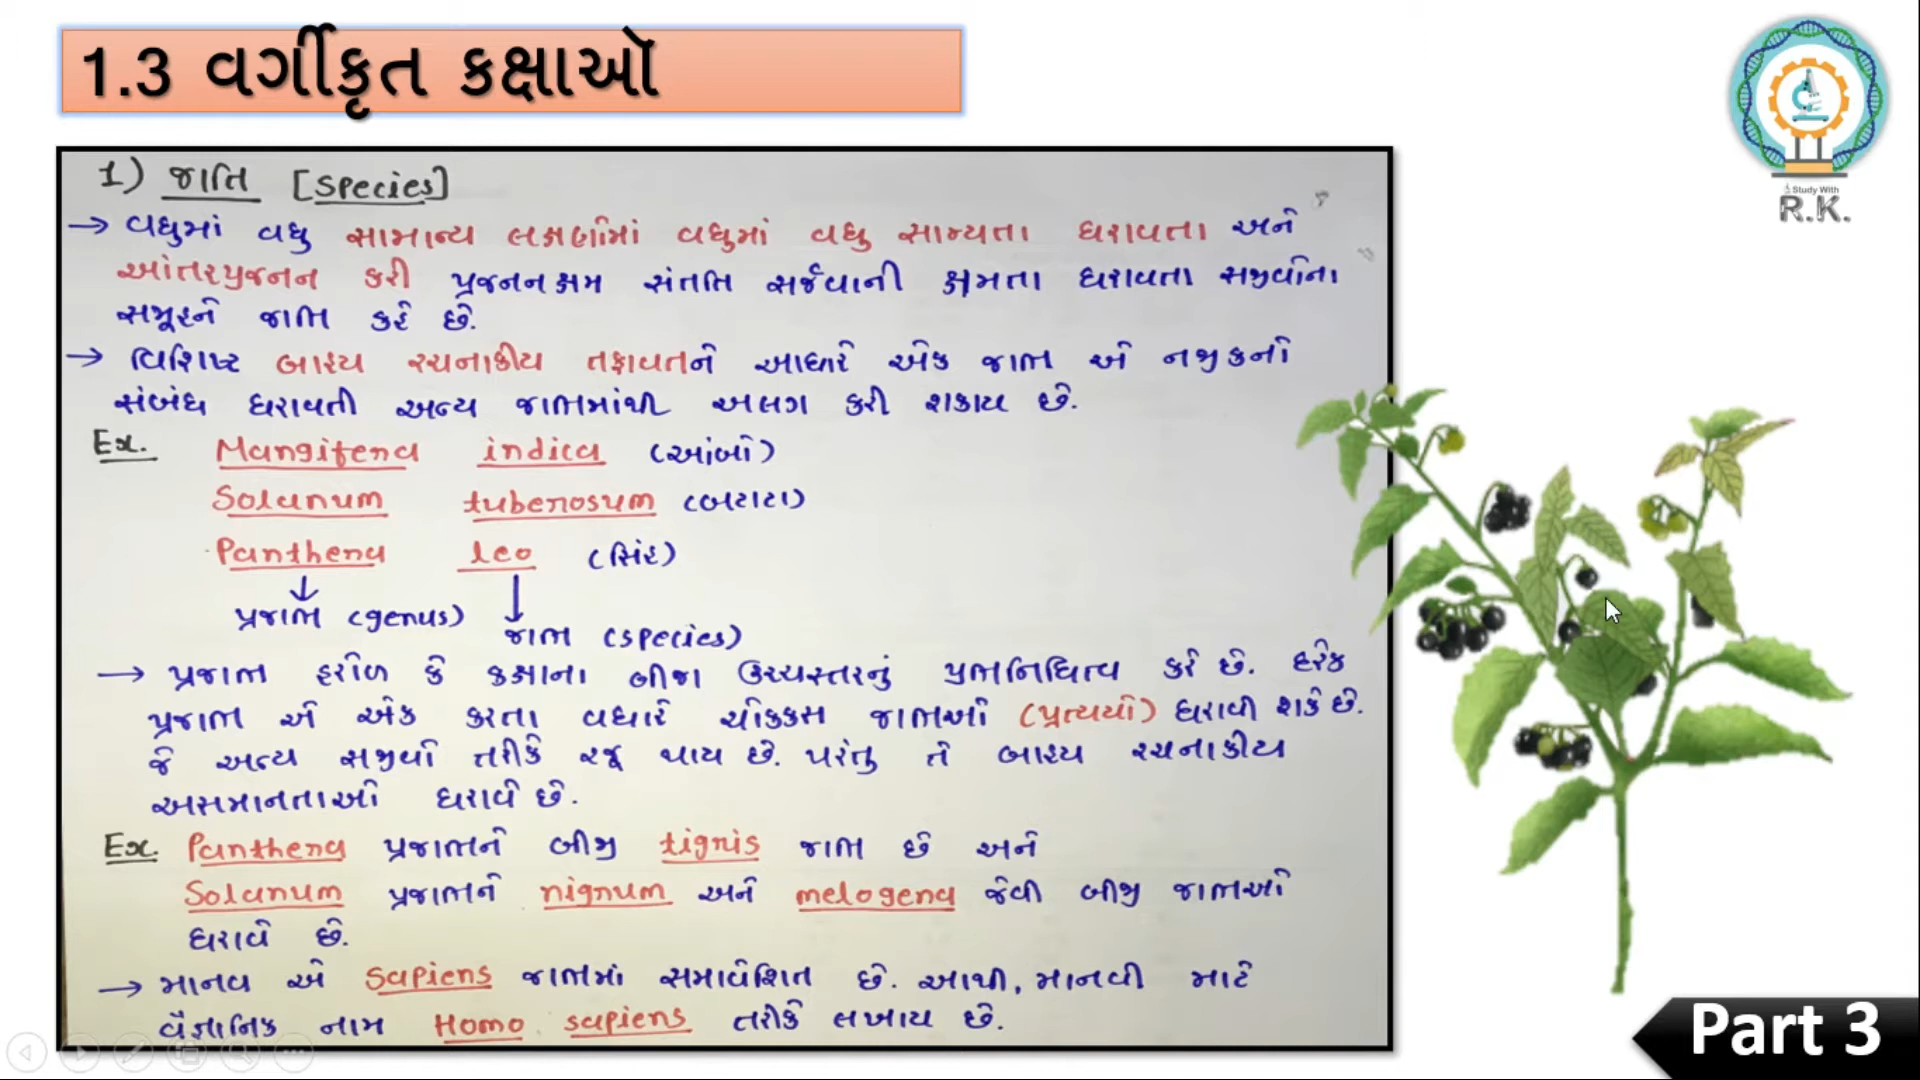 1.3 વર્ગીકૃત કક્ષાઓ
Study With
R.K.
1) જાતિ [Species]
→ વધુમાં વધુ સામાન્ય લક્ષણોમાં વધુમાં વધુ સામ્યતા ધરાવતા અને
આંતરપ્રજનન કરી પ્રજનનક્ષમ સંતતિ સર્જવાની ક્ષમતા ધરાવતા સજીવોના
સમૂહને જાતિ કહે છે.
→ વિશિષ્ટ બાહ્ય રચનાકીય તફાવતને આધારે એક જાતિ એ નજીકનો
સંબંધ ધરાવતી અન્ય જાતિમાંથી અલગ કરી શકાય છે.
Ex. Mangifera indica (આંબો)
Solanum tuberosum (બટાટા)
Panthera leo (સિંહ)
પ્રજાતિ (genus)
જાતિ (species)
→ પ્રજાતિ હરોળ કે કક્ષાના બીજા ઉચ્ચસ્તરનું પ્રતિનિધિત્વ કરે છે. દરેક
પ્રજાતિ એ એક કરતા વધારે ચોક્કસ જાતિઓ (પ્રત્યયો) ધરાવી શકે છે.
જે અન્ય સજીવો તરીકે રજૂ થાય છે. પરંતુ તે બાહ્ય રચનાકીય
અસમાનતાઓ ધરાવે છે.
Ex. Panthera પ્રજાતિને બીજી tigris જાતિ છે અને
Solanum પ્રજાતિને nigrum અને melogena જેવી બીજી જાતિઓ
ધરાવે છે.
→ માનવ એ sapiens જાતિમાં સમાવેશિત છે. આથી, માનવી માટે
વૈજ્ઞાનિક નામ Homo sapiens તરીકે લખાય છે.
Part 3